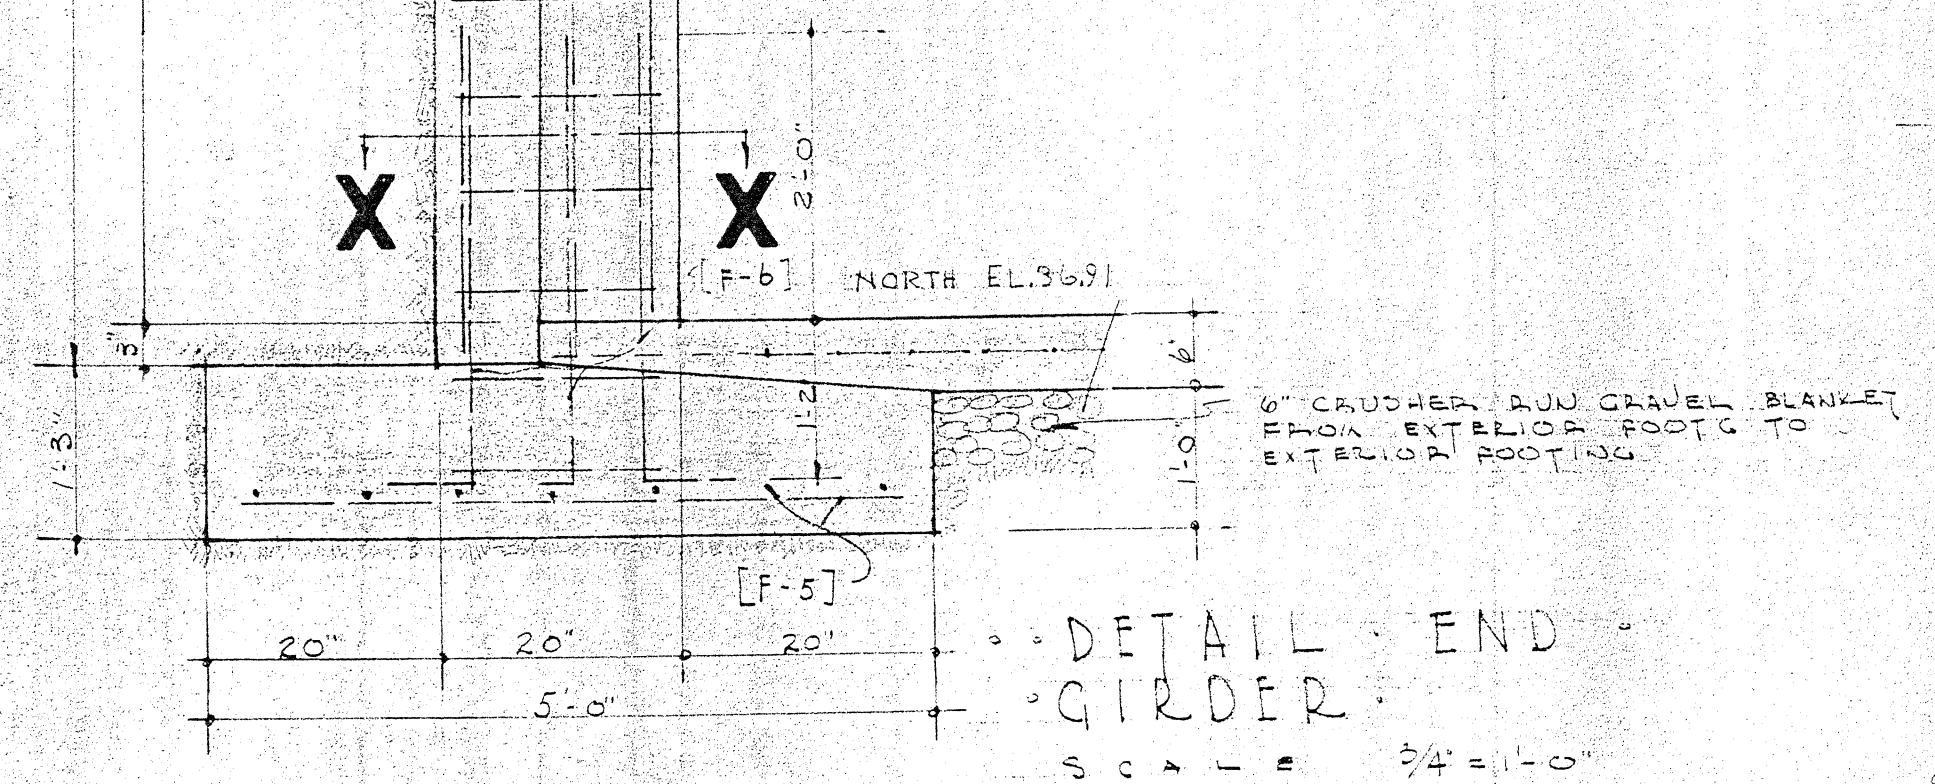 2'-0"
X X
[F-6] NORTH EL.36.91
3"
6"
1'-3"
1-2
1'-0"
6" CRUSHER RUN GRAVEL BLANKET
FROM EXTERIOR FOOT'G TO
EXTERIOR FOOTING
[F-5]
20" 20" 20"
5'-0"
DETAIL END
GIRDER
SCALE 3/4" = 1'-0"